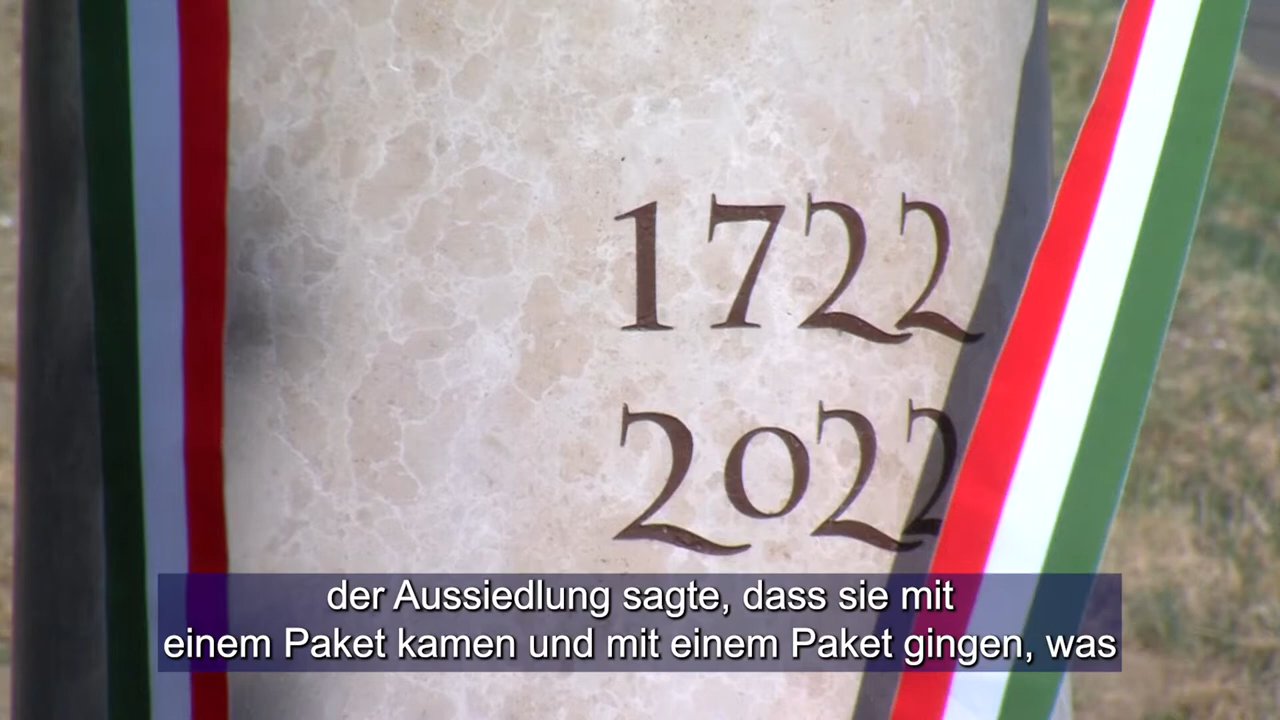 1722
2022
der Aussiedlung sagte, dass sie mit
einem Paket kamen und mit einem Paket gingen, was